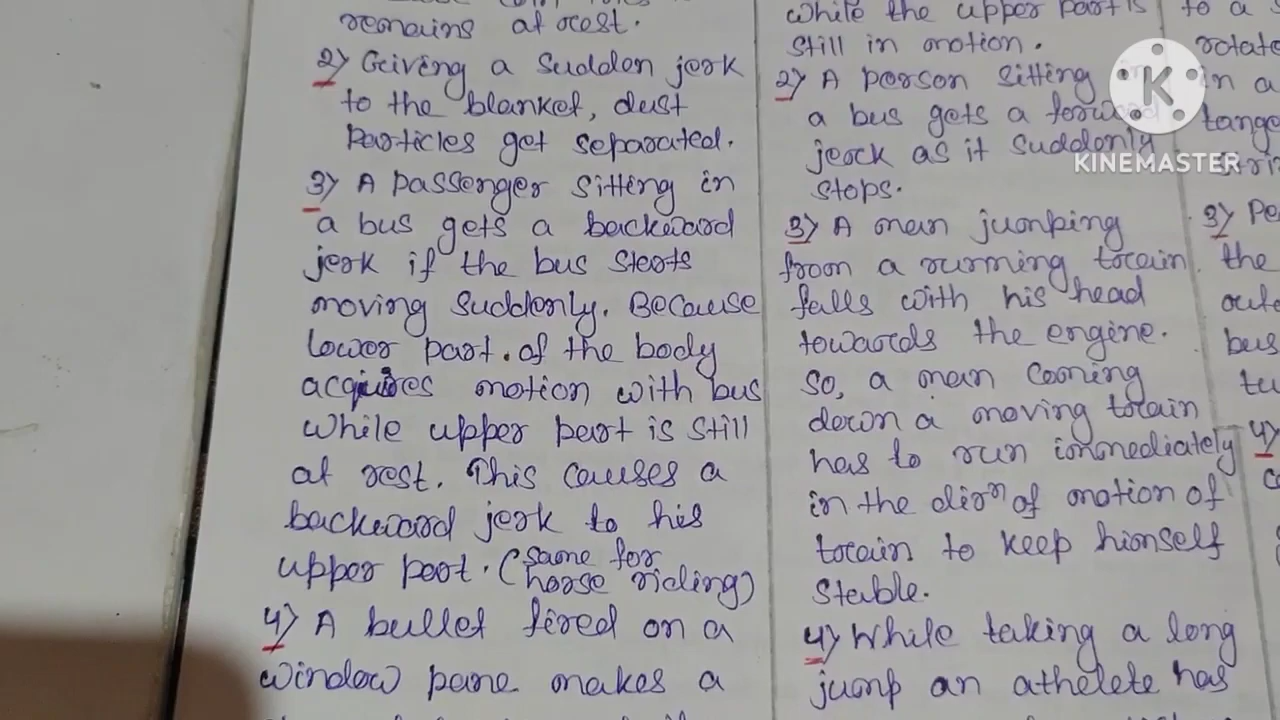 remains at rest.
2) Giving a sudden jerk
to the blanket, dust
particles get separated.
3) A passenger sitting in
a bus gets a backward
jerk if the bus sterts
moving suddenly. Because
lower part of the body
acquires motion with bus
while upper part is still
at rest. This causes a
backward jerk to his
upper peot. (same for
horse riding)
4) A bullet fired on a
window pane makes a
while the upper part is
still in motion.
2) A person sitting in
a bus gets a forward
jerk as it suddenly
stops.
3) A man jumping
from a running train
falls with his head
towards the engine.
so, a man coming
down a moving train
has to run immediately
in the dirⁿ of motion of
train to keep himself
stable.
4) While taking a long
jump an athelete has
to a
rotate
in a
tange
3) Pe
the
oute
bus
tu
4)
KINEMASTER